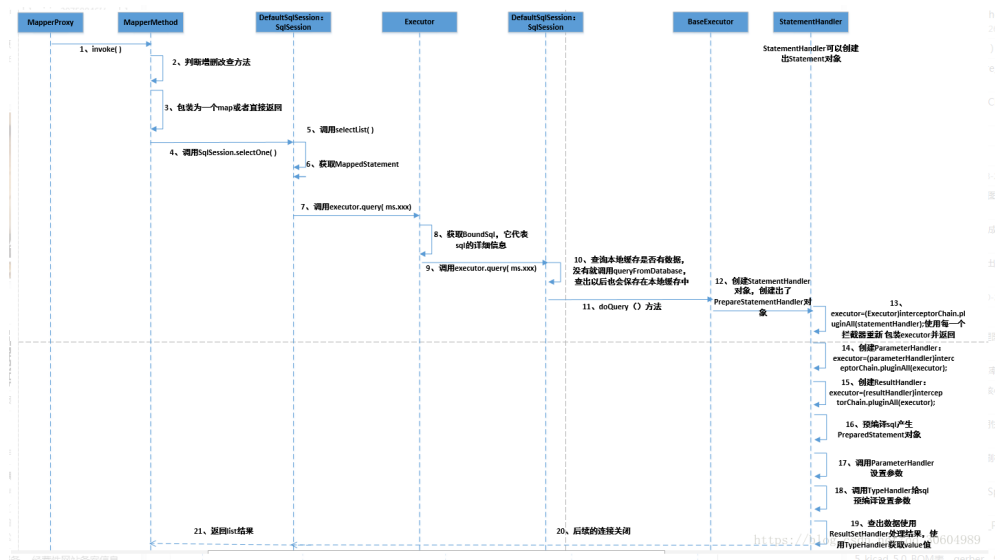 MapperProxy
MapperMethod
DefaultSqlSession：
SqlSession
Executor
DefaultSqlSession：
SqlSession
BaseExecutor
StatementHandler
StatementHandler可以创建
出Statement对象
1、invoke( )
2、判断增删改查方法
3、包装为一个map或者直接返回
4、调用SqlSession.selectOne( )
5、调用selectList( )
6、获取MappedStatement
7、调用executor.query( ms.xxx)
8、获取BoundSql，它代表
sql的详细信息
9、调用executor.query( ms.xxx)
10、查询本地缓存是否有数据，
没有就调用queryFromDatabase，
查出以后也会保存在本地缓存中
11、doQuery（）方法
12、创建StatementHandler
对象，创建出了
PrepareStatementHandler对
象
13、
executor=(Executor)interceptorChain.pl
uginAll(statementHandler);使用每一个
拦截器重新 包装executor并返回
14、创建ParameterHandler：
executor=(parameterHandler)interc
eptorChain.pluginAll(executor);
15、创建ResultHandler：
executor=(resultHandler)intercep
torChain.pluginAll(executor);
16、预编译sql产生
PreparedStatement对象
17、调用ParameterHandler
设置参数
18、调用TypeHandler给sql
预编译设置参数
19、查出数据使用
ResultSetHandler处理结果，使
用TypeHandler获取value值
20、后续的连接关闭
21、返回list结果